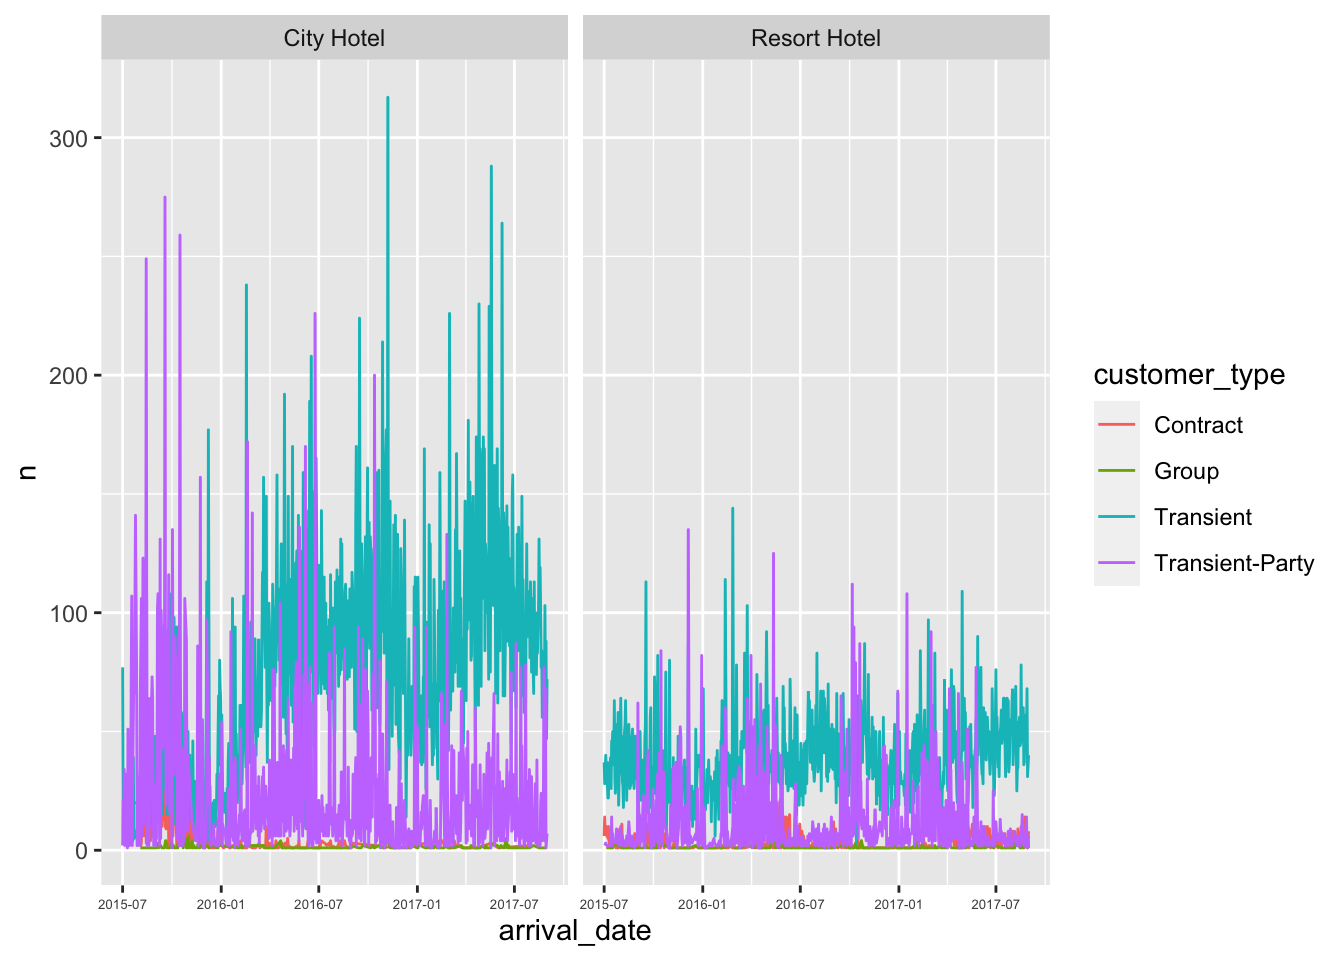 City Hotel
Resort Hotel
300
200
100
0
n
2015-07
2016-01
2016-07
2017-01
2017-07
2015-07
2016-01
2016-07
2017-01
2017-07
arrival_date
customer_type
Contract
Group
Transient
Transient-Party